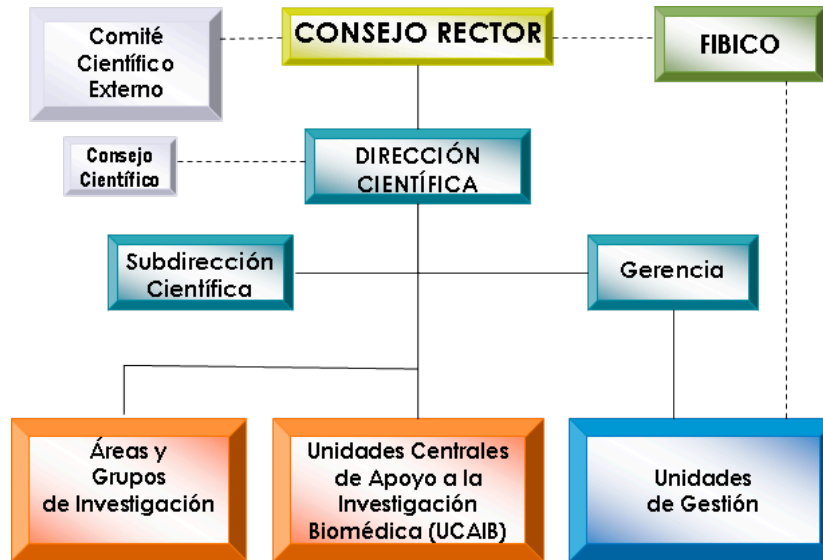 Comité
Científico
Externo
CONSEJO RECTOR
FIBICO
Consejo
Científico
DIRECCIÓN
CIENTÍFICA
Subdirección
Científica
Gerencia
Áreas y
Grupos
de Investigación
Unidades Centrales
de Apoyo a la
Investigación
Biomédica (UCAIB)
Unidades
de Gestión